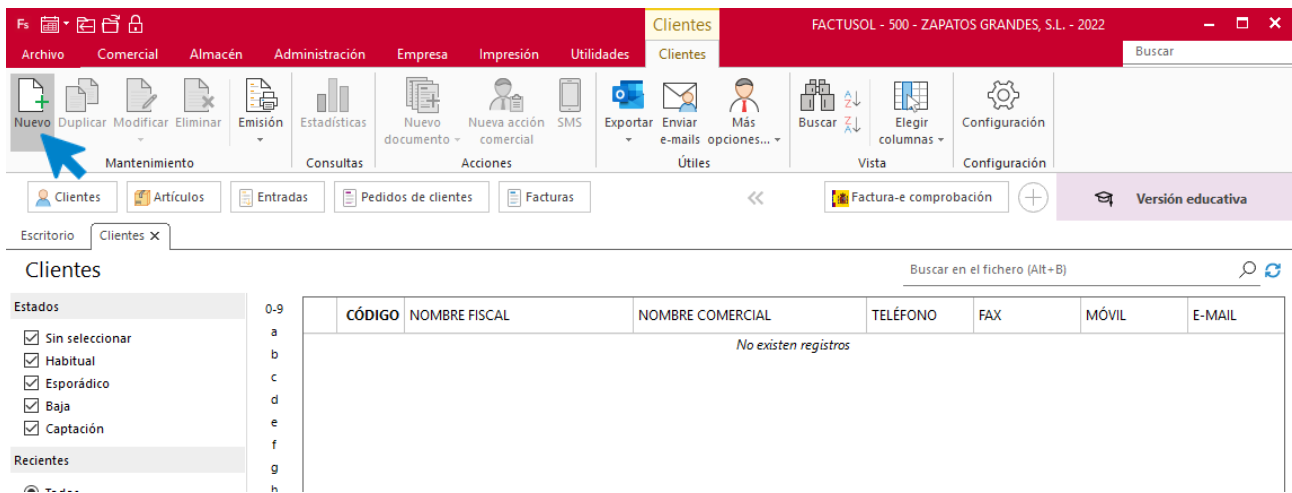 Fs
Clientes
FACTUSOL - 500 - ZAPATOS GRANDES, S.L. - 2022
Archivo Comercial Almacén Administración Empresa Impresión Utilidades Clientes
Buscar
Nuevo Duplicar Modificar Eliminar Emisión Estadísticas Nuevo documento Nueva acción comercial SMS Exportar Enviar e-mails Más opciones... Buscar Elegir columnas Configuración
Mantenimiento Consultas Acciones Útiles Vista Configuración
Clientes Artículos Entradas Pedidos de clientes Facturas Factura-e comprobación Versión educativa
Escritorio Clientes
Clientes
Buscar en el fichero (Alt+B)
Estados
Sin seleccionar
Habitual
Esporádico
Baja
Captación
Recientes
Todos
0-9
a
b
c
d
e
f
g
h
CÓDIGO NOMBRE FISCAL NOMBRE COMERCIAL TELÉFONO FAX MÓVIL E-MAIL
No existen registros